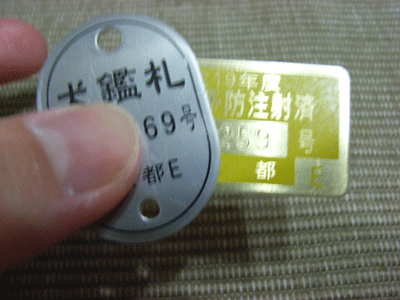 犬鑑札
69号
都E
19年度
防注射済
259 号
都 E